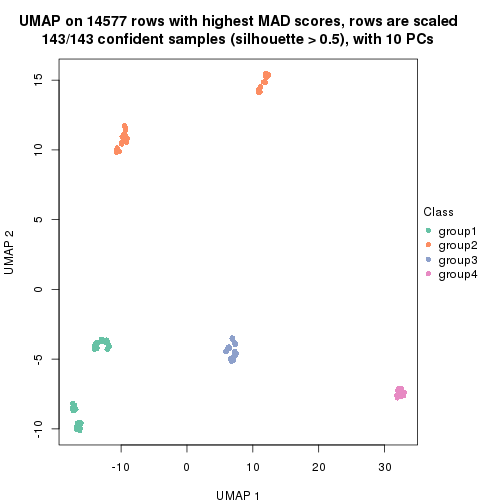 UMAP on 14577 rows with highest MAD scores, rows are scaled
143/143 confident samples (silhouette > 0.5), with 10 PCs
15
10
5
0
-5
-10
UMAP 2
-10
0
10
20
30
UMAP 1
Class
group1
group2
group3
group4